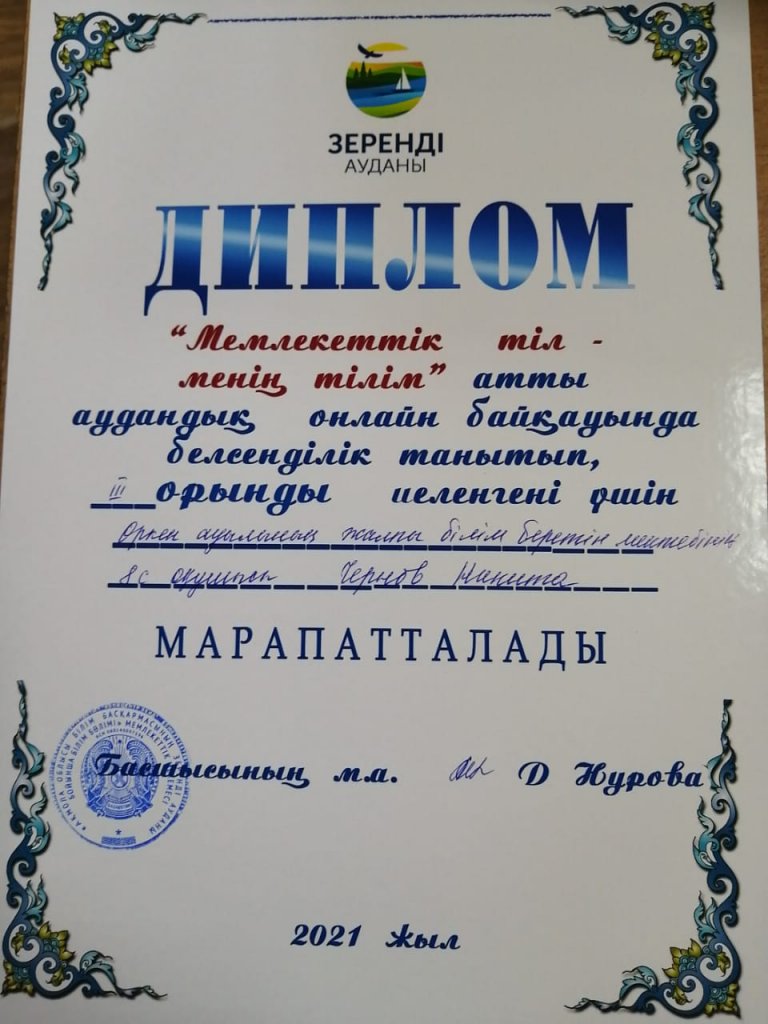 ЗЕРЕНДІ
АУДАНЫ
ДИПЛОМ
“Мемлекеттік тіл -
менің тілім” атты
аудандық онлайн байқауында
белсенділік танытып,
III орынды иеленгені үшін
Өркен ауылының жалпы білім беретін мектебінің
8с оқушысы Чернов Никита
МАРАПАТТАЛАДЫ
Басшысының м.а. Д Нурова
2021 жыл